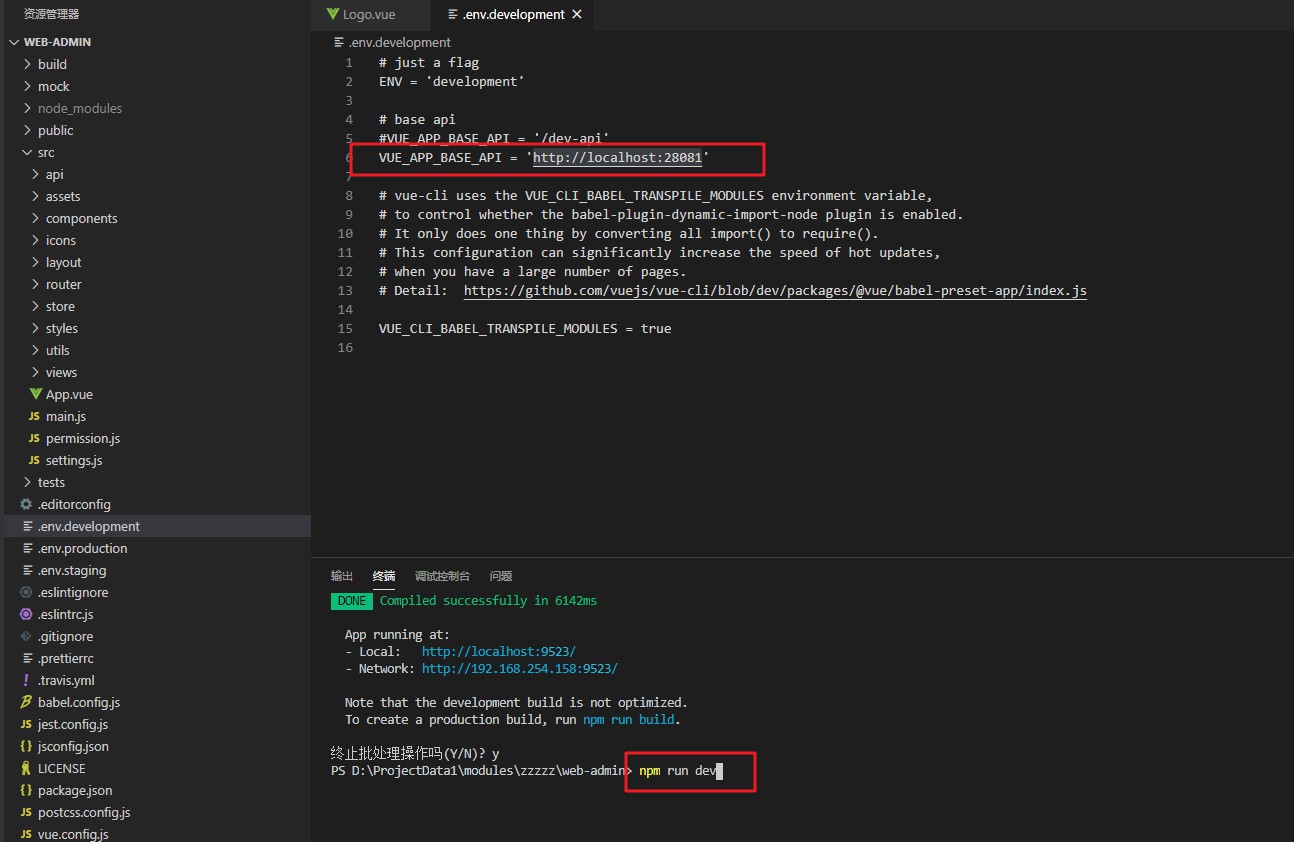 资源管理器
WEB-ADMIN
build
mock
node_modules
public
src
api
assets
components
icons
layout
router
store
styles
utils
views
App.vue
main.js
permission.js
settings.js
tests
.editorconfig
.env.development
.env.production
.env.staging
.eslintignore
.eslintrc.js
.gitignore
.prettierrc
.travis.yml
babel.config.js
jest.config.js
jsconfig.json
LICENSE
package.json
postcss.config.js
vue.config.js
Logo.vue
.env.development
.env.development
1 # just a flag
2 ENV = 'development'
3
4 # base api
5 #VUE_APP_BASE_API = '/dev-api'
6 VUE_APP_BASE_API = 'http://localhost:28081'
7
8 # vue-cli uses the VUE_CLI_BABEL_TRANSPILE_MODULES environment variable,
9 # to control whether the babel-plugin-dynamic-import-node plugin is enabled.
10 # It only does one thing by converting all import() to require().
11 # This configuration can significantly increase the speed of hot updates,
12 # when you have a large number of pages.
13 # Detail:  https://github.com/vuejs/vue-cli/blob/dev/packages/@vue/babel-preset-app/index.js
14
15 VUE_CLI_BABEL_TRANSPILE_MODULES = true
16
输出 终端 调试控制台 问题
DONE Compiled successfully in 6142ms
App running at:
- Local:   http://localhost:9523/
- Network: http://192.168.254.158:9523/
Note that the development build is not optimized.
To create a production build, run npm run build.
终止批处理操作吗(Y/N)? y
PS D:\ProjectData1\modules\zzzzz\web-admin> npm run dev